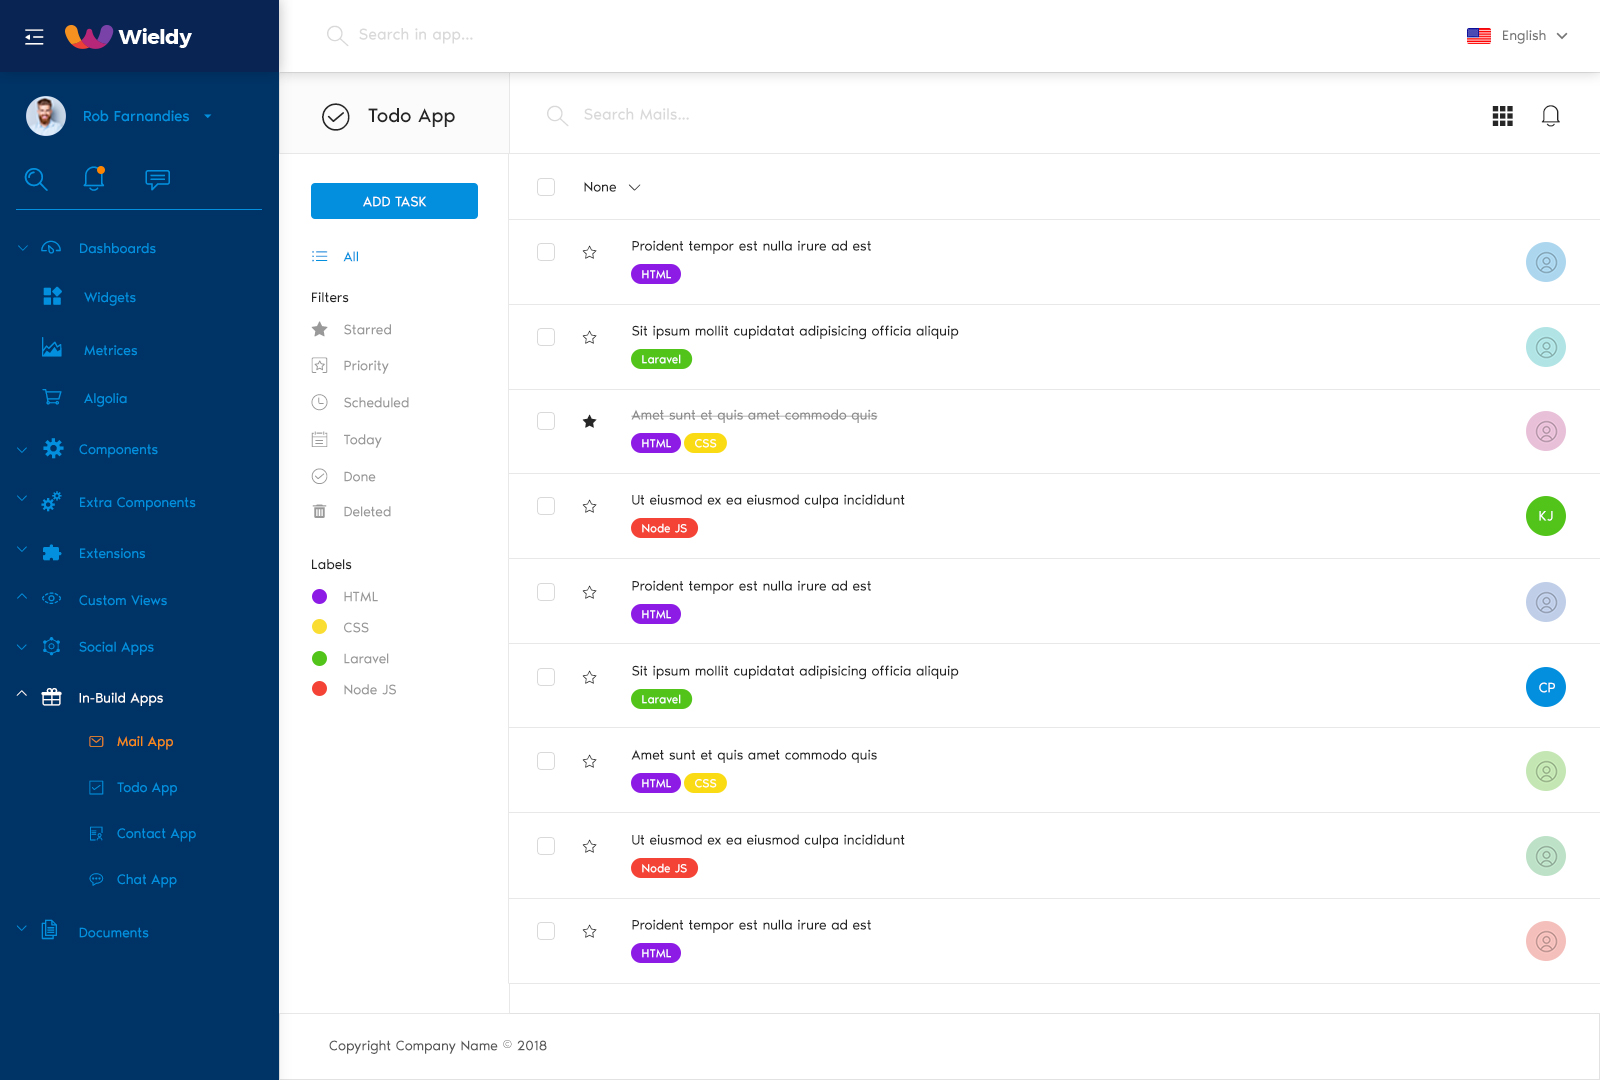 Wieldy
Search in app...
English
Rob Farnandies
Dashboards
Widgets
Metrices
Algolia
Components
Extra Components
Extensions
Custom Views
Social Apps
In-Build Apps
Mail App
Todo App
Contact App
Chat App
Documents
Todo App
Search Mails...
ADD TASK
All
Filters
Starred
Priority
Scheduled
Today
Done
Deleted
Labels
HTML
CSS
Laravel
Node JS
None
Proident tempor est nulla irure ad est
HTML
Sit ipsum mollit cupidatat adipisicing officia aliquip
Laravel
Amet sunt et quis amet commodo quis
HTML CSS
Ut eiusmod ex ea eiusmod culpa incididunt
Node JS
KJ
Proident tempor est nulla irure ad est
HTML
Sit ipsum mollit cupidatat adipisicing officia aliquip
Laravel
CP
Amet sunt et quis amet commodo quis
HTML CSS
Ut eiusmod ex ea eiusmod culpa incididunt
Node JS
Proident tempor est nulla irure ad est
HTML
Copyright Company Name © 2018